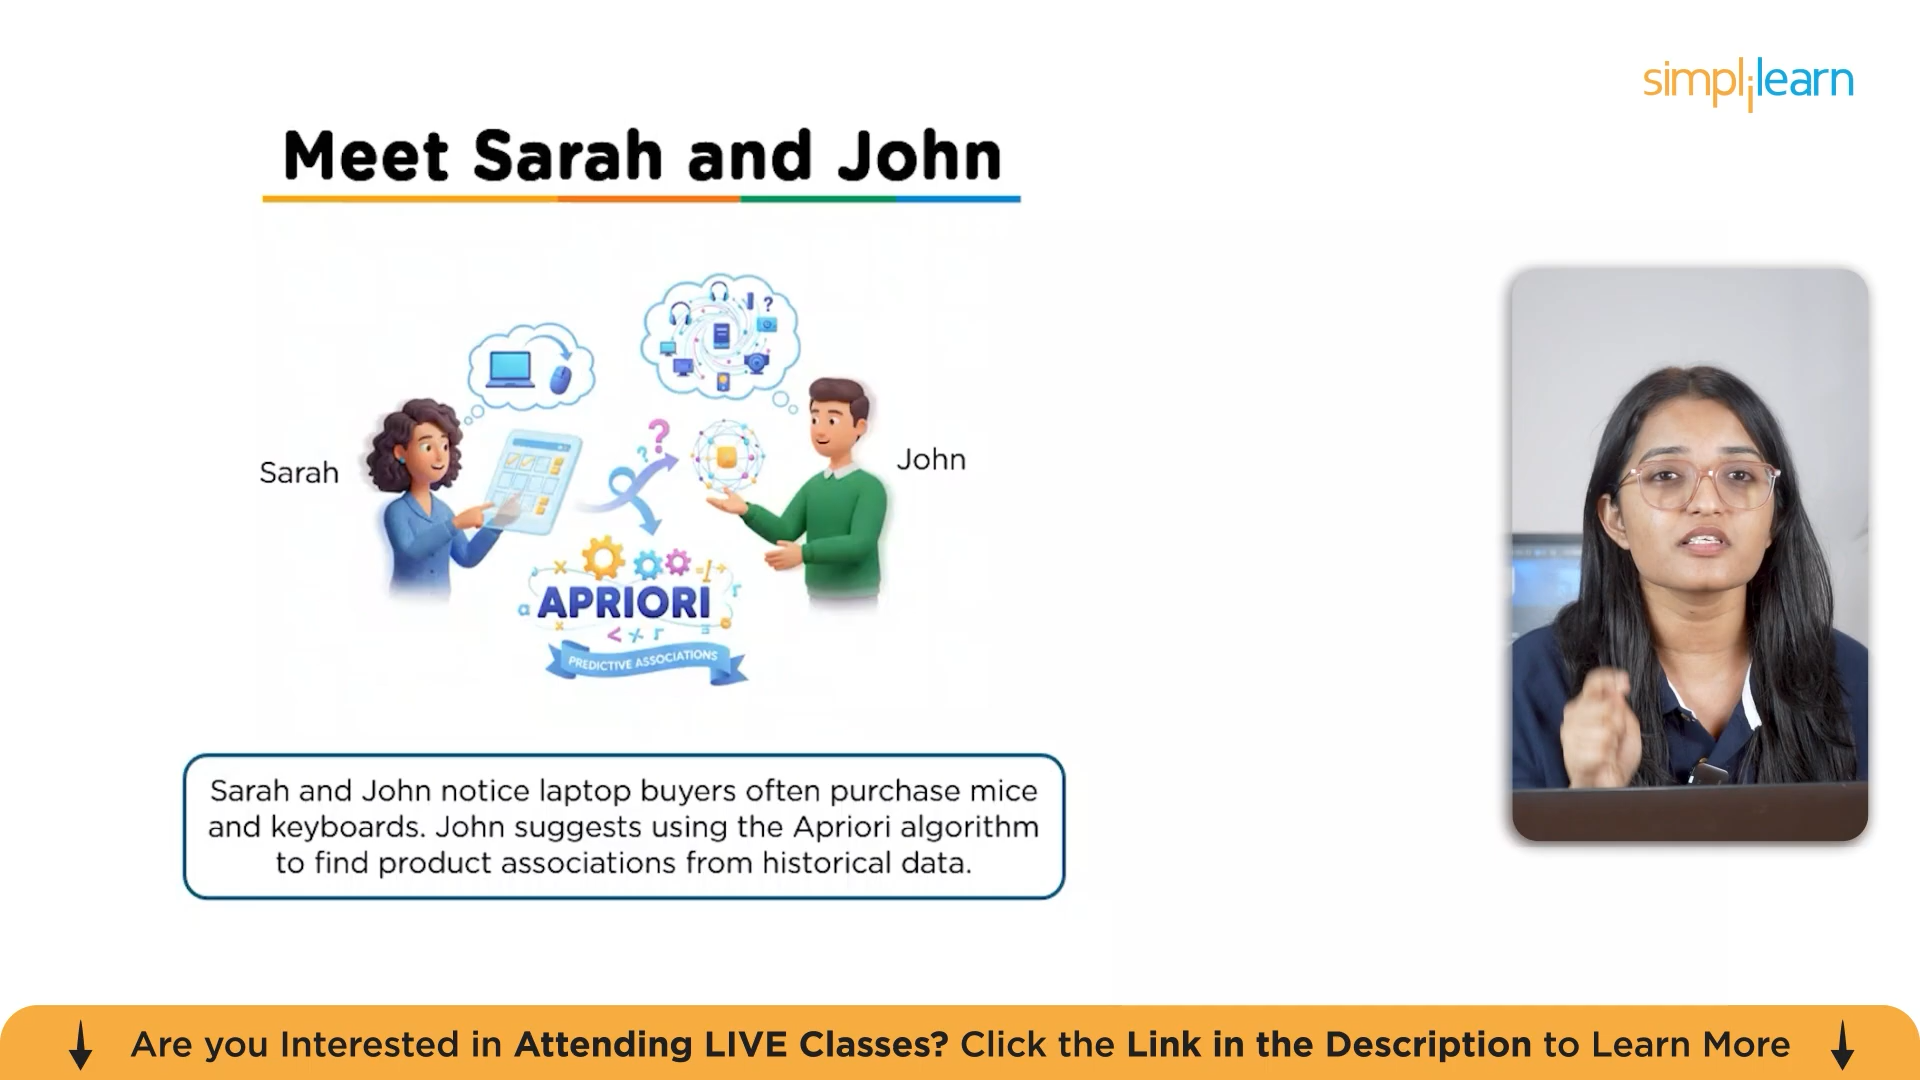 simplilearn
Meet Sarah and John
Sarah
John
APRIORI
PREDICTIVE ASSOCIATIONS
Sarah and John notice laptop buyers often purchase mice
and keyboards. John suggests using the Apriori algorithm
to find product associations from historical data.
Are you Interested in Attending LIVE Classes? Click the Link in the Description to Learn More